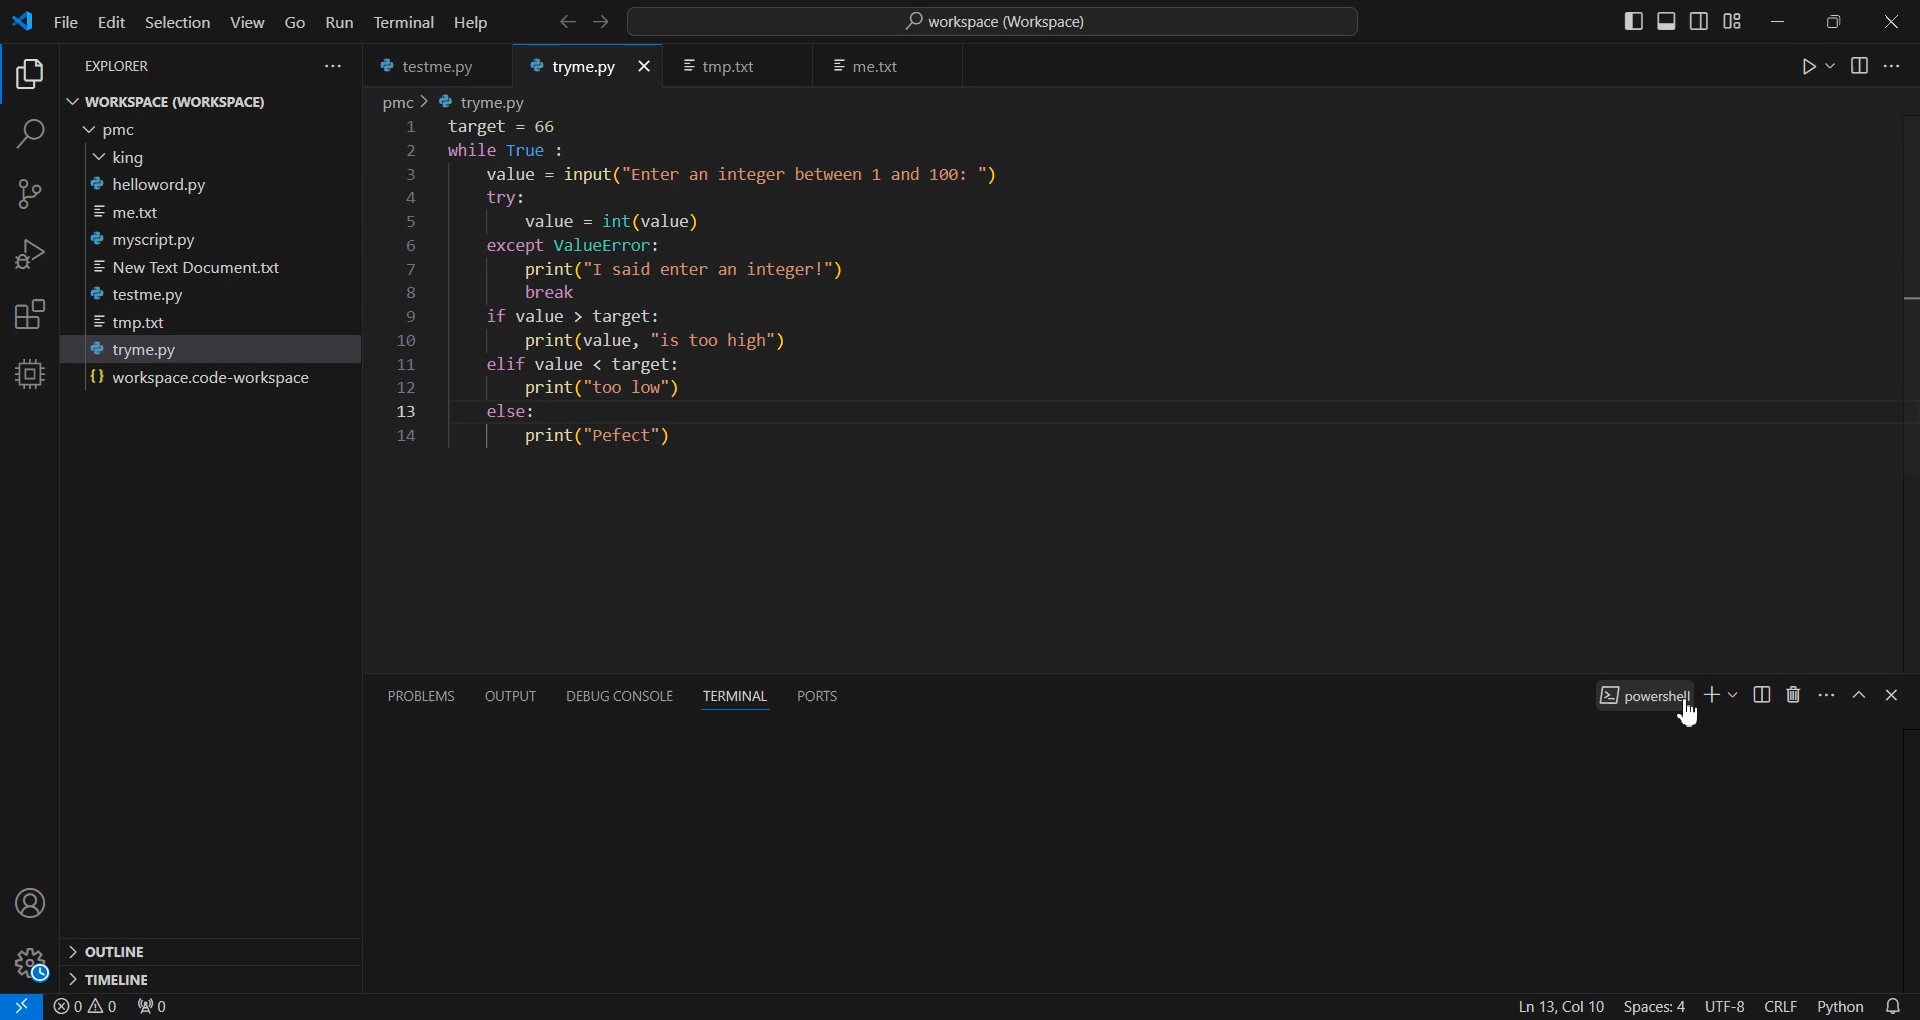 File Edit Selection View Go Run Terminal Help
workspace (Workspace)
EXPLORER
WORKSPACE (WORKSPACE)
pmc
king
helloword.py
me.txt
myscript.py
New Text Document.txt
testme.py
tmp.txt
tryme.py
workspace.code-workspace
OUTLINE
TIMELINE
testme.py tryme.py tmp.txt me.txt
pmc > tryme.py
1 target = 66
2 while True :
3 value = input("Enter an integer between 1 and 100: ")
4 try:
5 value = int(value)
6 except ValueError:
7 print("I said enter an integer!")
8 break
9 if value > target:
10 print(value, "is too high")
11 elif value < target:
12 print("too low")
13 else:
14 print("Pefect")
PROBLEMS OUTPUT DEBUG CONSOLE TERMINAL PORTS
powershell
0 0 0
Ln 13, Col 10 Spaces: 4 UTF-8 CRLF Python